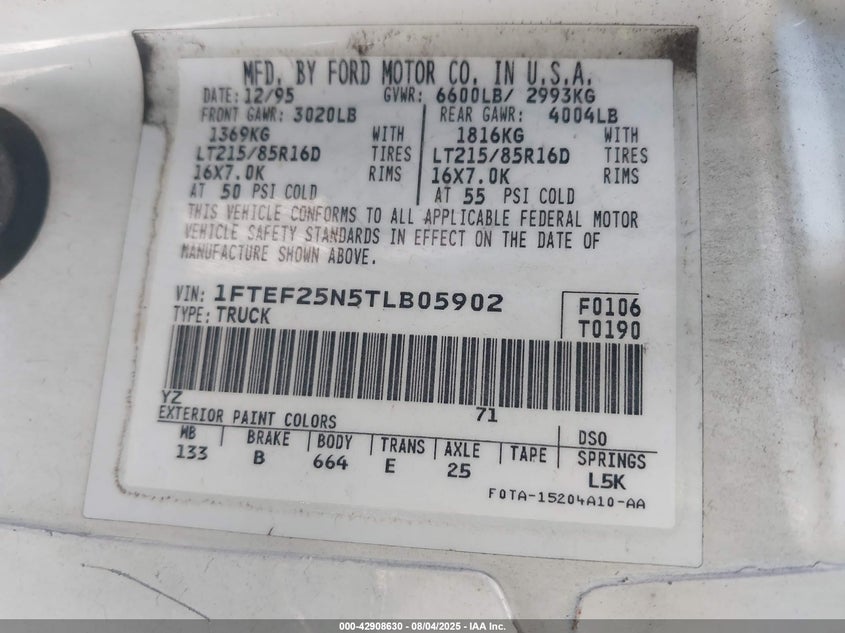 MFD. BY FORD MOTOR CO. IN U.S.A.
DATE: 12/95 GVWR: 6600LB/ 2993KG
FRONT GAWR: 3020LB REAR GAWR: 4004LB
1369KG WITH 1816KG WITH
LT215/85R16D TIRES LT215/85R16D TIRES
16X7.0K RIMS 16X7.0K RIMS
AT 50 PSI COLD AT 55 PSI COLD
THIS VEHICLE CONFORMS TO ALL APPLICABLE FEDERAL MOTOR
VEHICLE SAFETY STANDARDS IN EFFECT ON THE DATE OF
MANUFACTURE SHOWN ABOVE.
VIN: 1FTEF25N5TLB05902 F0106
TYPE: TRUCK T0190
YZ 71
EXTERIOR PAINT COLORS DSO
WB BRAKE BODY TRANS AXLE TAPE SPRINGS
133 B 664 E 25 L5K
F0TA-15204A10-AA
000-42908630 - 08/04/2025 - IAA Inc.